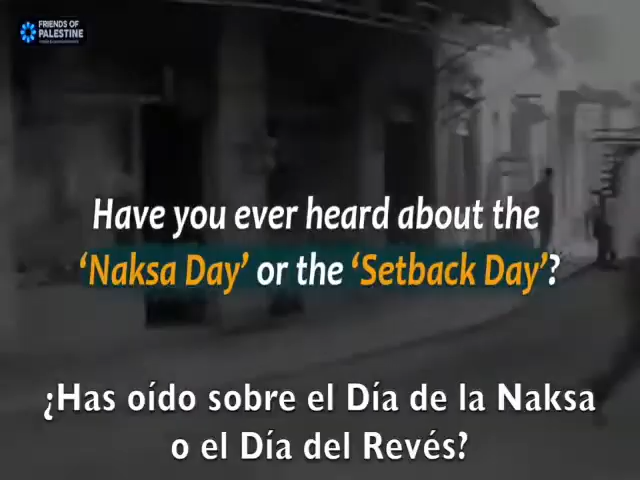 FRIENDS OF
PALESTINE
Have you ever heard about the
‘Naksa Day’ or the ‘Setback Day’?
¿Has oído sobre el Día de la Naksa
o el Día del Revés?